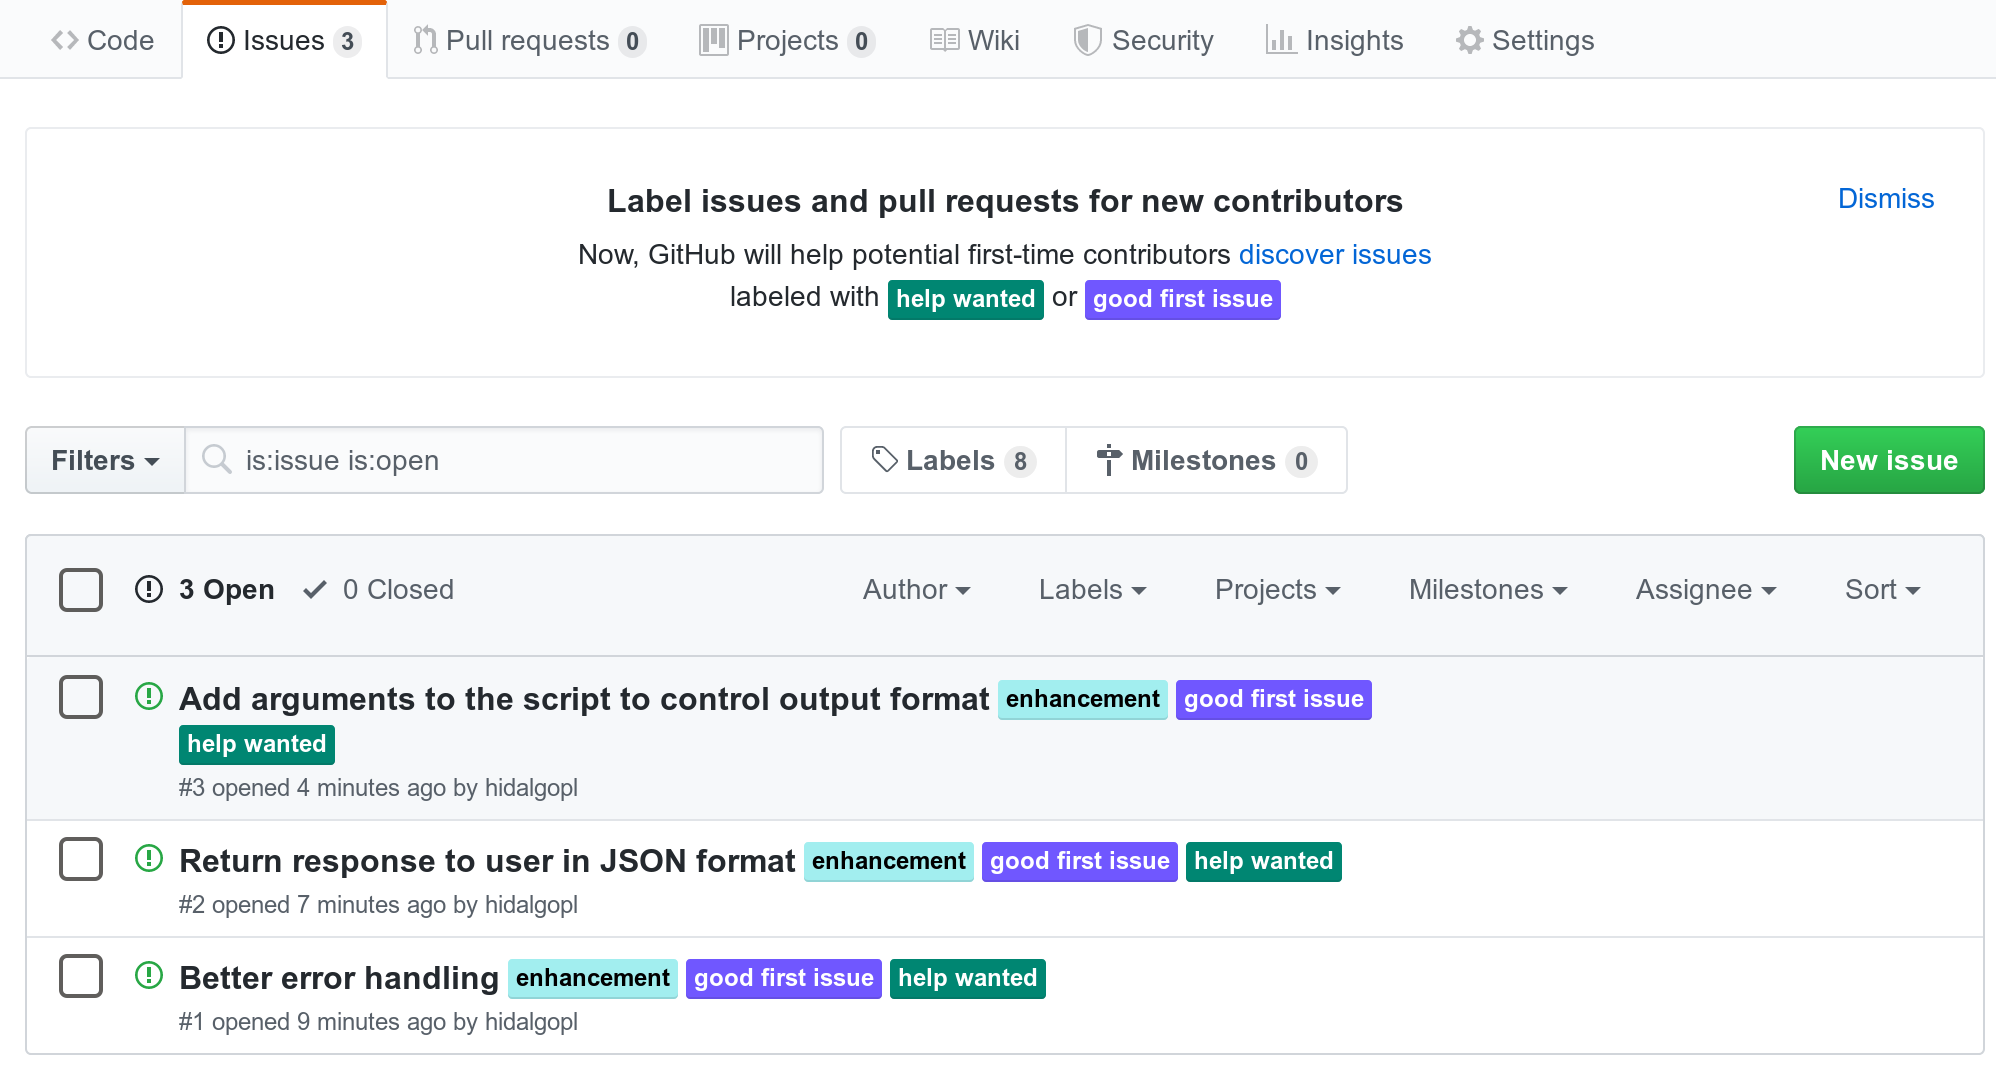 Code Issues 3 Pull requests 0 Projects 0 Wiki Security Insights Settings
Label issues and pull requests for new contributors
Dismiss
Now, GitHub will help potential first-time contributors discover issues
labeled with help wanted or good first issue
Filters is:issue is:open Labels 8 Milestones 0 New issue
3 Open 0 Closed Author Labels Projects Milestones Assignee Sort
Add arguments to the script to control output format enhancement good first issue
help wanted
#3 opened 4 minutes ago by hidalgopl
Return response to user in JSON format enhancement good first issue help wanted
#2 opened 7 minutes ago by hidalgopl
Better error handling enhancement good first issue help wanted
#1 opened 9 minutes ago by hidalgopl